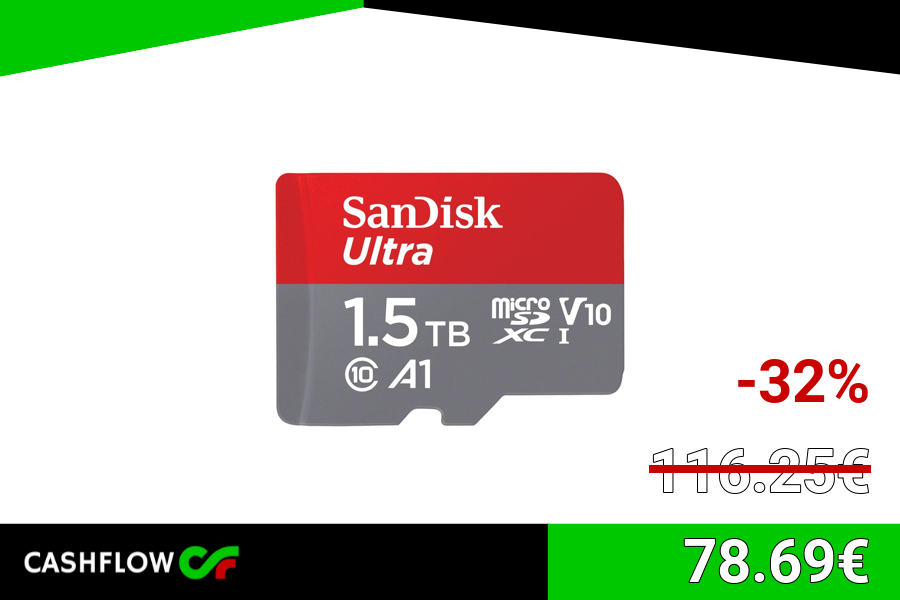 SanDisk
Ultra
1.5 TB
micro SD XC I V10
10 A1
-32%
116.25€
CASHFLOW
78.69€